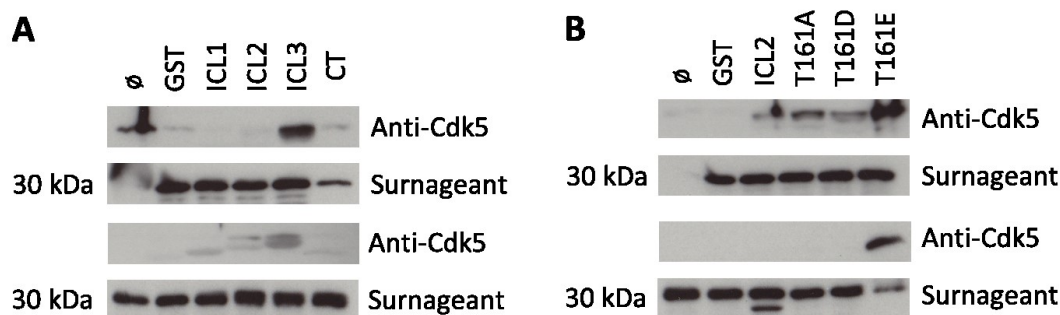 A
ø GST ICL1 ICL2 ICL3 CT
Anti-Cdk5
30 kDa Surnageant
Anti-Cdk5
30 kDa Surnageant
B
ø GST ICL2 T161A T161D T161E
Anti-Cdk5
30 kDa Surnageant
Anti-Cdk5
30 kDa Surnageant